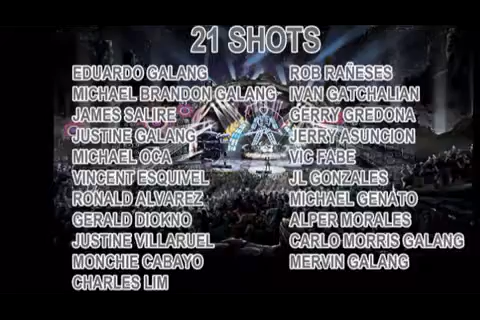 21 SHOTS
EDUARDO GALANG
MICHAEL BRANDON GALANG
JAMES SALIRE
JUSTINE GALANG
MICHAEL OCA
VINCENT ESQUIVEL
RONALD ALVAREZ
GERALD DIOKNO
JUSTINE VILLARUEL
MONCHIE CABAYO
CHARLES LIM
ROB RAÑESES
IVAN GATCHALIAN
GERRY GREDONA
JERRY ASUNCION
VIC FABE
JL GONZALES
MICHAEL GENATO
ALPER MORALES
CARLO MORRIS GALANG
MERVIN GALANG